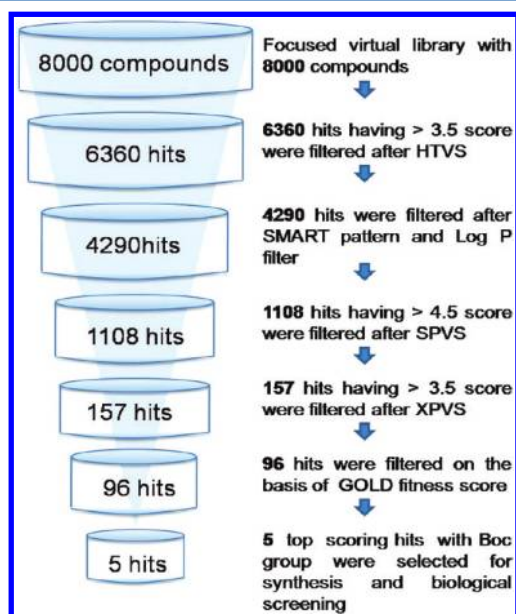 8000 compounds
Focused virtual library with
8000 compounds
6360 hits
6360 hits having > 3.5 score
were filtered after HTVS
4290hits
4290 hits were filtered after
SMART pattern and Log P
filter
1108 hits
1108 hits having > 4.5 score
were filtered after SPVS
157 hits
157 hits having > 3.5 score
were filtered after XPVS
96 hits
96 hits were filtered on the
basis of GOLD fitness score
5 hits
5 top scoring hits with Boc
group were selected for
synthesis and biological
screening